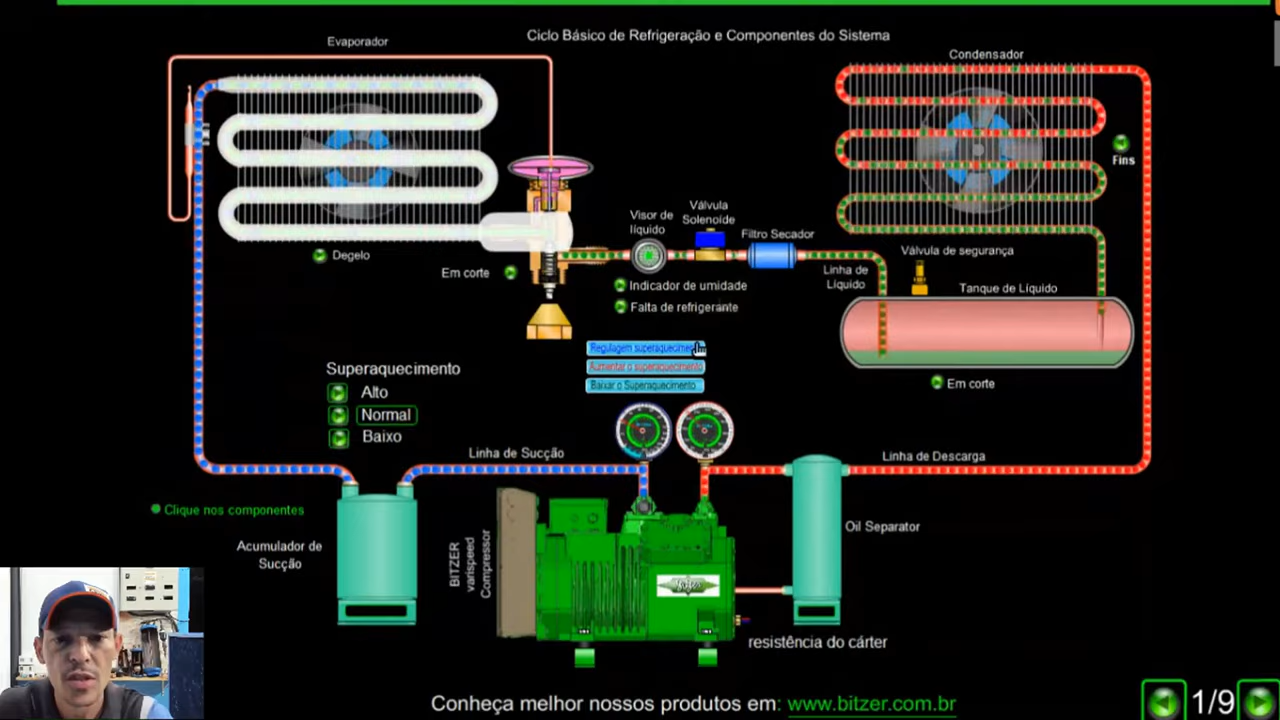 Ciclo Básico de Refrigeração e Componentes do Sistema
Evaporador
Condensador
Fins
Válvula
Solenoíde
Visor de
líquido
Filtro Secador
Válvula de segurança
Degelo
Em corte
Linha de
Líquido
Indicador de umidade
Tanque de Líquido
Falta de refrigerante
Regulagem
Aumentar o superaquecimento
Baixar o Superaquecimento
Em corte
Superaquecimento
Alto
Normal
Baixo
Linha de Sucção
Linha de Descarga
Clique nos componentes
Acumulador de
Sucção
BITZER
varispeed
Compressor
Oil Separator
resistência do cárter
Conheça melhor nossos produtos em: www.bitzer.com.br
1/9